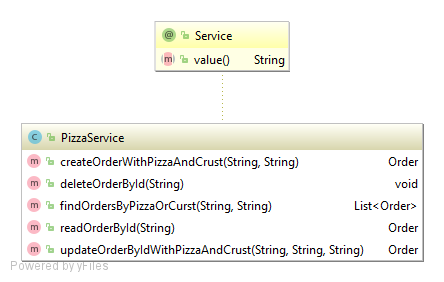 @ Service
m value() String
C PizzaService
m createOrderWithPizzaAndCrust(String, String) Order
m deleteOrderById(String) void
m findOrdersByPizzaOrCurst(String, String) List<Order>
m readOrderById(String) Order
m updateOrderByIdWithPizzaAndCrust(String, String, String) Order
Powered by yFiles